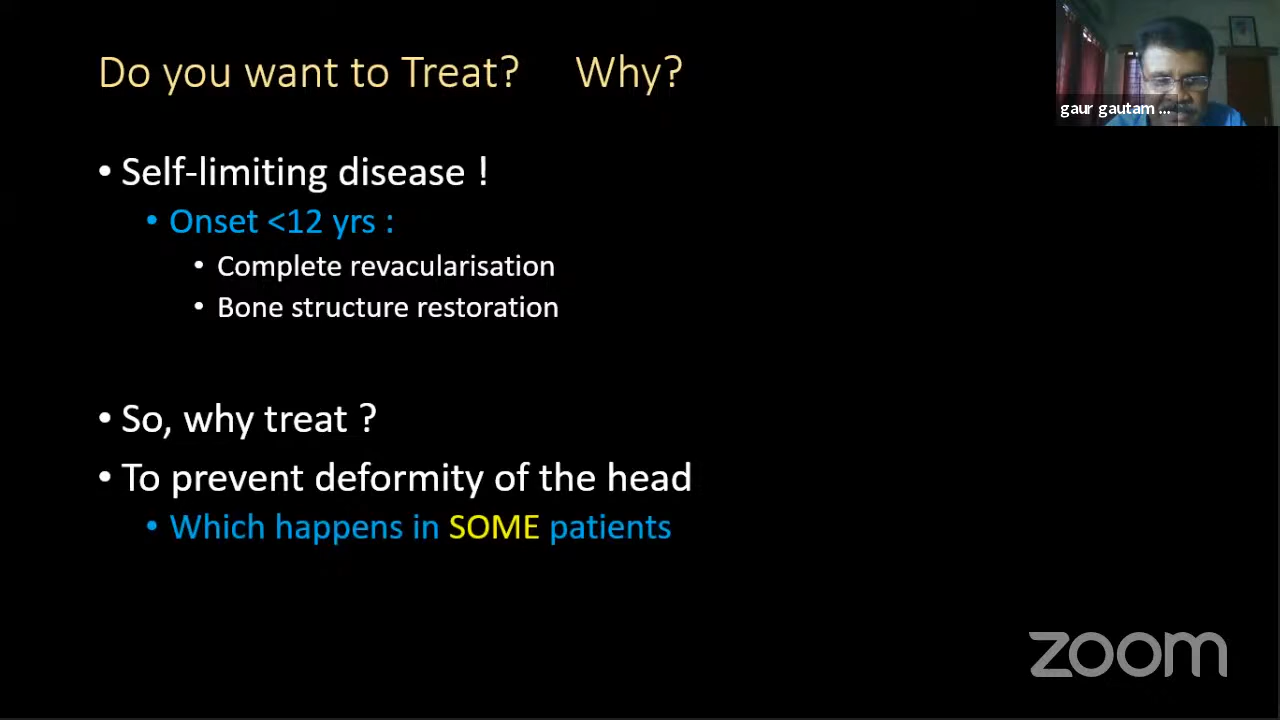 Do you want to Treat? Why?
gaur gautam ...
• Self-limiting disease !
• Onset <12 yrs :
• Complete revacularisation
• Bone structure restoration
• So, why treat ?
• To prevent deformity of the head
• Which happens in SOME patients
zoom